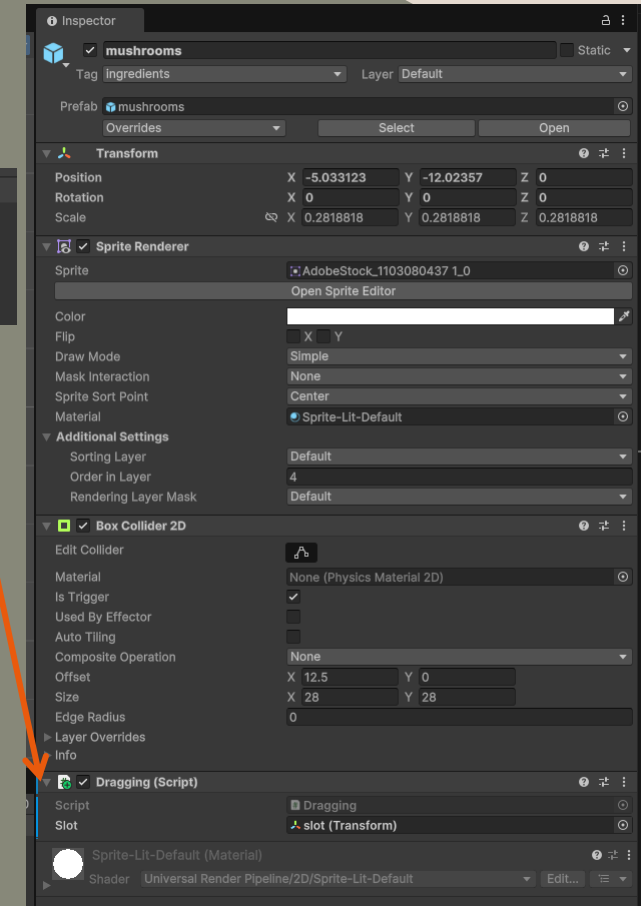 Inspector
mushrooms Static
Tag ingredients Layer Default
Prefab mushrooms
Overrides Select Open
Transform
Position X -5.033123 Y -12.02357 Z 0
Rotation X 0 Y 0 Z 0
Scale X 0.2818818 Y 0.2818818 Z 0.2818818
Sprite Renderer
Sprite AdobeStock_1103080437 1_0
Open Sprite Editor
Color
Flip X Y
Draw Mode Simple
Mask Interaction None
Sprite Sort Point Center
Material Sprite-Lit-Default
Additional Settings
Sorting Layer Default
Order in Layer 4
Rendering Layer Mask Default
Box Collider 2D
Edit Collider
Material None (Physics Material 2D)
Is Trigger
Used By Effector
Auto Tiling
Composite Operation None
Offset X 12.5 Y 0
Size X 28 Y 28
Edge Radius 0
Layer Overrides
Info
Dragging (Script)
Script Dragging
Slot slot (Transform)
Sprite-Lit-Default (Material)
Shader Universal Render Pipeline/2D/Sprite-Lit-Default Edit...